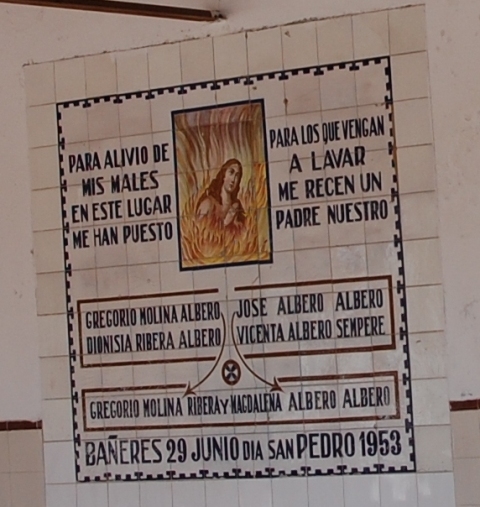 PARA ALIVIO DE
MIS MALES
EN ESTE LUGAR
ME HAN PUESTO
PARA LOS QUE VENGAN
A LAVAR
ME RECEN UN
PADRE NUESTRO
GREGORIO MOLINA ALBERO
DIONISIA RIBERA ALBERO
JOSE ALBERO ALBERO
VICENTA ALBERO SEMPERE
GREGORIO MOLINA RIBERA Y MAGDALENA ALBERO ALBERO
BAÑERES 29 JUNIO DIA SAN PEDRO 1953